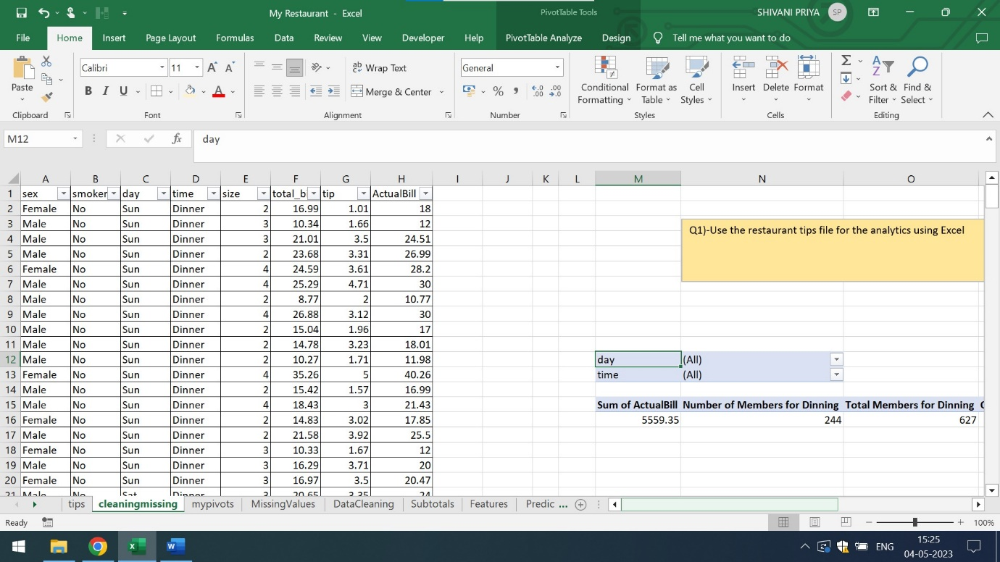 My Restaurant - Excel
PivotTable Tools
SHIVANI PRIYA SP
File Home Insert Page Layout Formulas Data Review View Developer Help PivotTable Analyze Design Tell me what you want to do
Paste
Clipboard
Calibri 11
B I U
Font
Wrap Text
Merge & Center
Alignment
General
Number
Conditional Formatting
Format as Table
Cell Styles
Styles
Insert Delete Format
Cells
Sort & Filter
Find & Select
Editing
M12 fx day
A B C D E F G H I J K L M N O
1 sex smoker day time size total_bi tip ActualBill
2 Female No Sun Dinner 2 16.99 1.01 18
3 Male No Sun Dinner 3 10.34 1.66 12
Q1)-Use the restaurant tips file for the analytics using Excel
4 Male No Sun Dinner 3 21.01 3.5 24.51
5 Male No Sun Dinner 2 23.68 3.31 26.99
6 Female No Sun Dinner 4 24.59 3.61 28.2
7 Male No Sun Dinner 4 25.29 4.71 30
8 Male No Sun Dinner 2 8.77 2 10.77
9 Male No Sun Dinner 4 26.88 3.12 30
10 Male No Sun Dinner 2 15.04 1.96 17
11 Male No Sun Dinner 2 14.78 3.23 18.01
12 Male No Sun Dinner 2 10.27 1.71 11.98 day (All)
13 Female No Sun Dinner 4 35.26 5 40.26 time (All)
14 Male No Sun Dinner 2 15.42 1.57 16.99
15 Male No Sun Dinner 4 18.43 3 21.43 Sum of ActualBill Number of Members for Dinning Total Members for Dinning
16 Female No Sun Dinner 2 14.83 3.02 17.85 5559.35 244 627
17 Male No Sun Dinner 2 21.58 3.92 25.5
18 Female No Sun Dinner 3 10.33 1.67 12
19 Male No Sun Dinner 3 16.29 3.71 20
20 Female No Sun Dinner 3 16.97 3.5 20.47
21 Male No Sat Dinner 3 20.65 3.35 24
tips cleaningmissing mypivots MissingValues DataCleaning Subtotals Features Predic ...
Ready 100%
ENG 15:25
04-05-2023